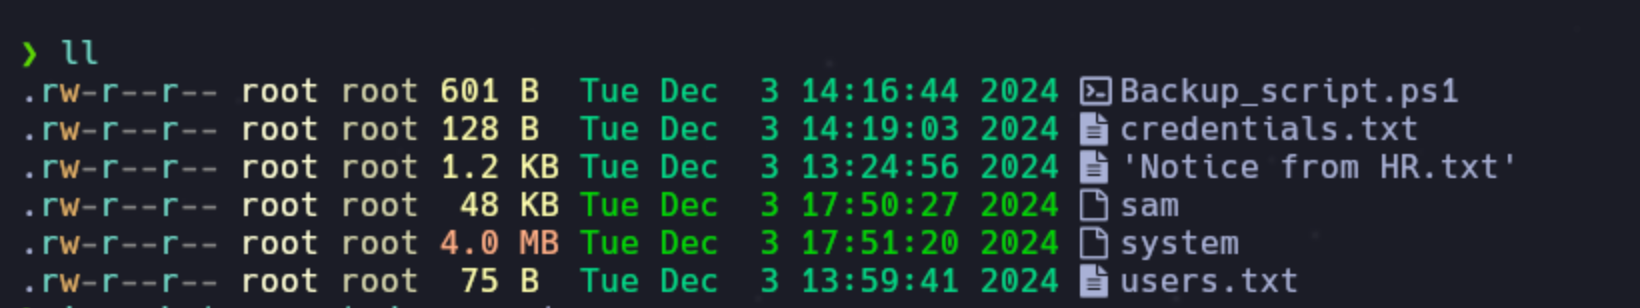 ❯ ll
.rw-r--r-- root root 601 B  Tue Dec  3 14:16:44 2024 Backup_script.ps1
.rw-r--r-- root root 128 B  Tue Dec  3 14:19:03 2024 credentials.txt
.rw-r--r-- root root 1.2 KB Tue Dec  3 13:24:56 2024 'Notice from HR.txt'
.rw-r--r-- root root  48 KB Tue Dec  3 17:50:27 2024 sam
.rw-r--r-- root root 4.0 MB Tue Dec  3 17:51:20 2024 system
.rw-r--r-- root root  75 B  Tue Dec  3 13:59:41 2024 users.txt